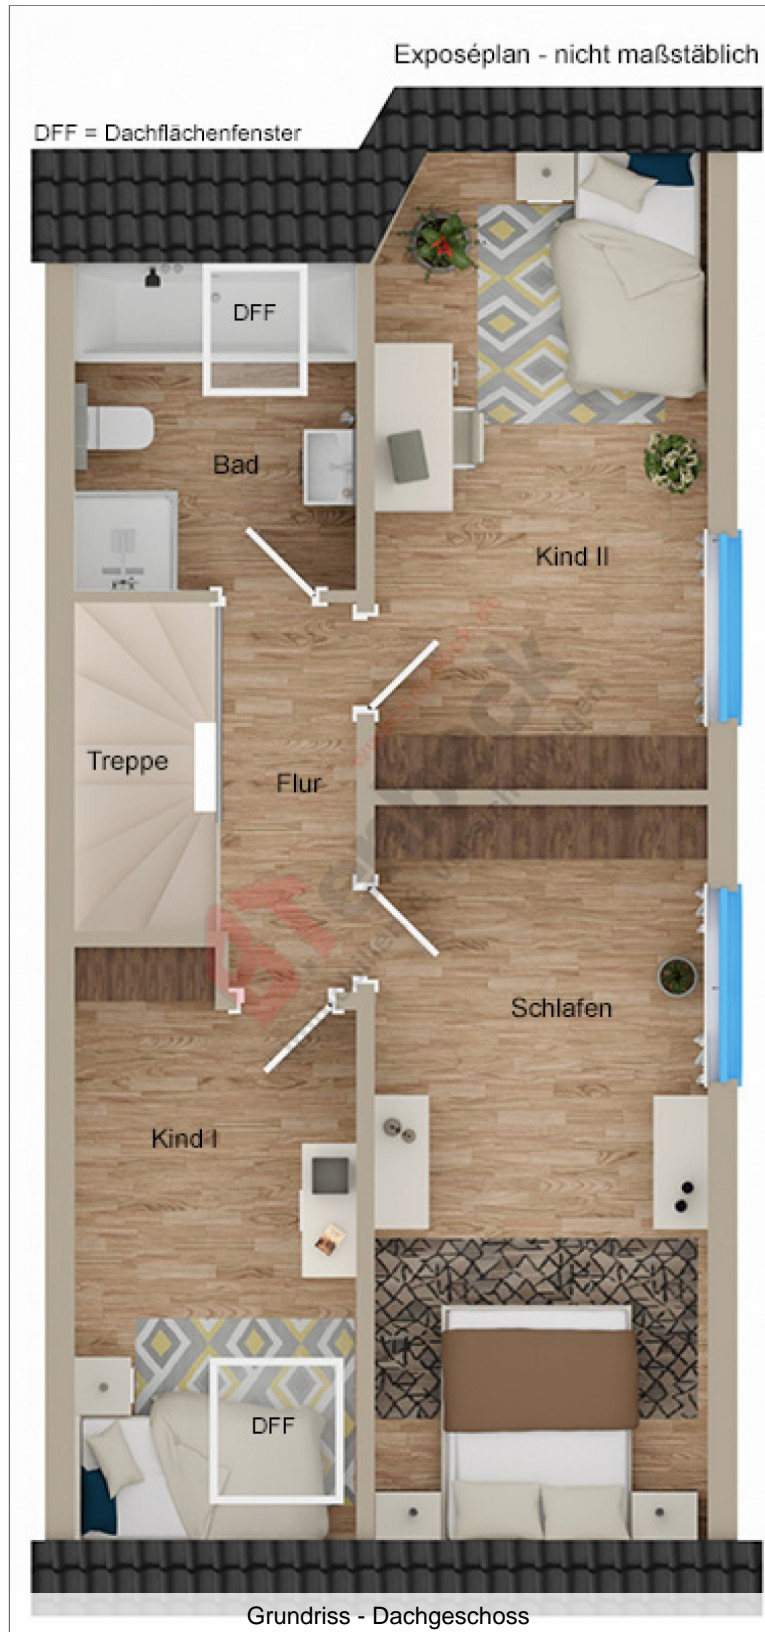 Exposéplan - nicht maßstäblich
DFF = Dachflächenfenster
DFF
Bad
Kind II
Treppe
Flur
Schlafen
Kind I
DFF
Grundriss - Dachgeschoss